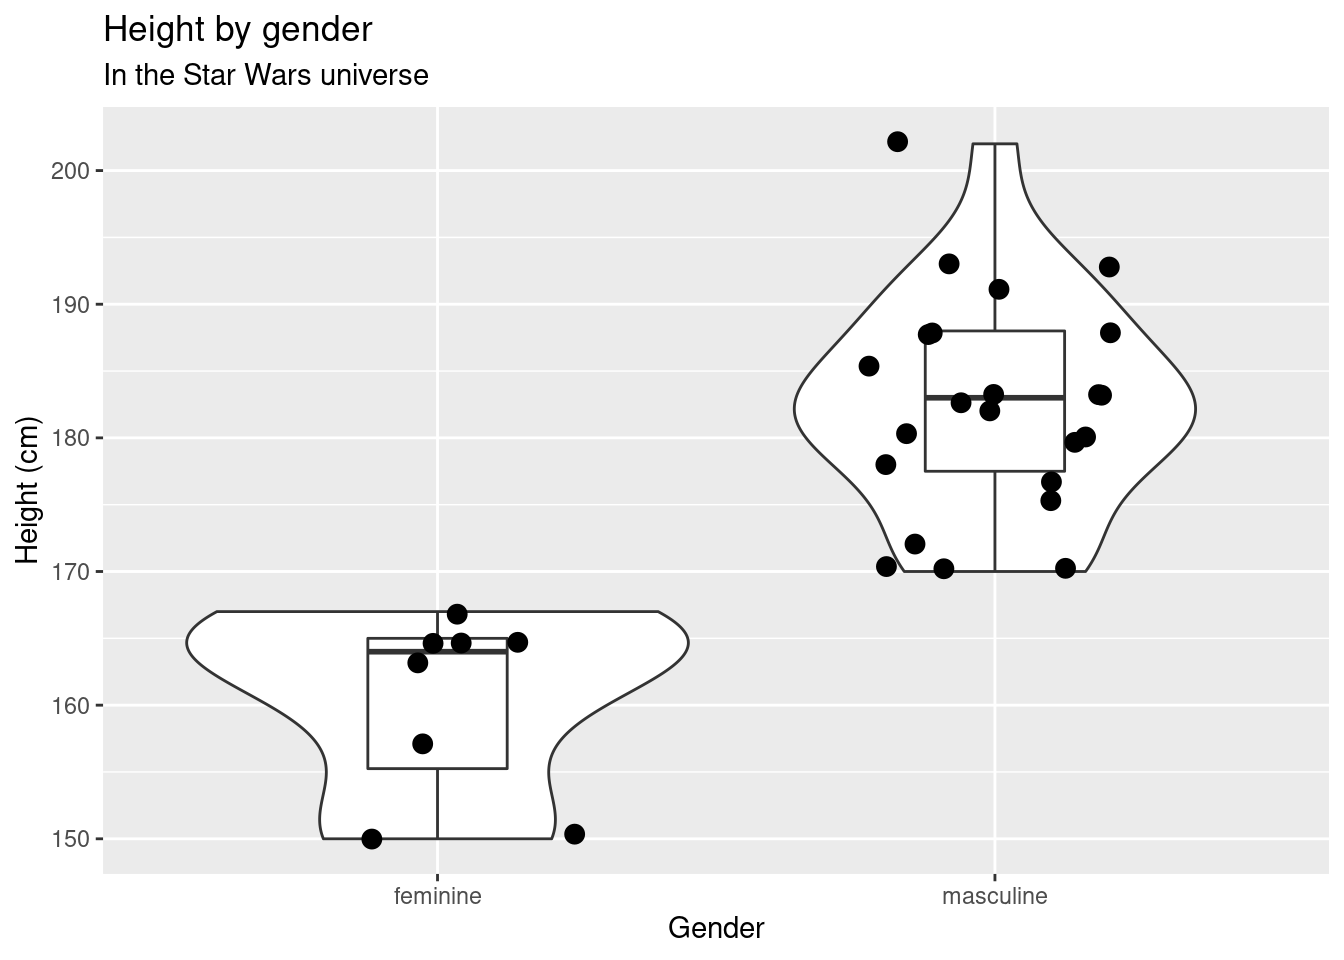 Height by gender
In the Star Wars universe
200
190
180
170
160
150
Height (cm)
feminine
masculine
Gender